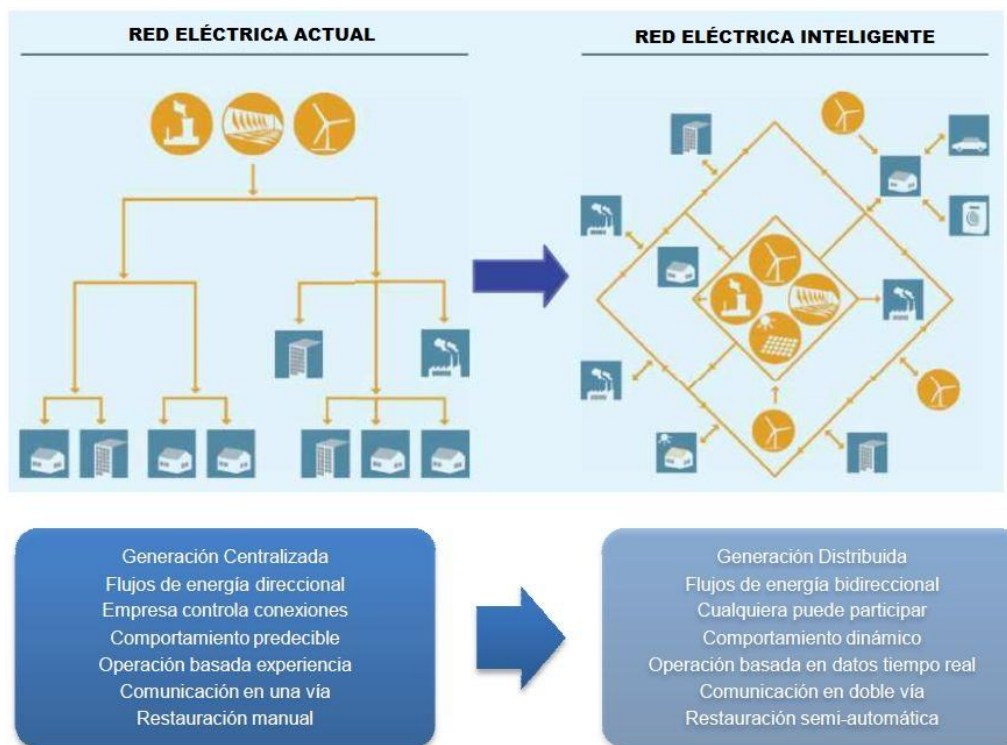 RED ELÉCTRICA ACTUAL
RED ELÉCTRICA INTELIGENTE
Generación Centralizada
Flujos de energía direccional
Empresa controla conexiones
Comportamiento predecible
Operación basada experiencia
Comunicación en una vía
Restauración manual
Generación Distribuida
Flujos de energía bidireccional
Cualquiera puede participar
Comportamiento dinámico
Operación basada en datos tiempo real
Comunicación en doble vía
Restauración semi-automática